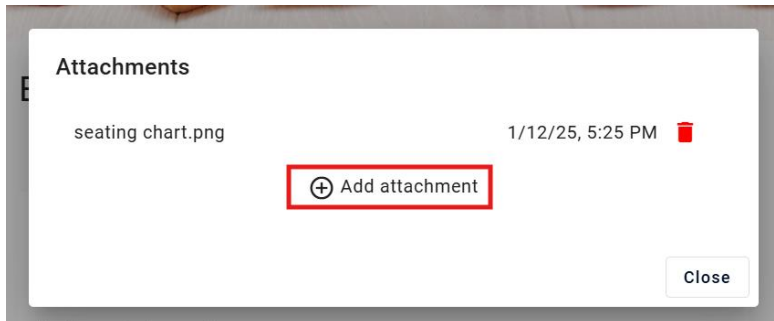 Attachments
seating chart.png 1/12/25, 5:25 PM
Add attachment
Close